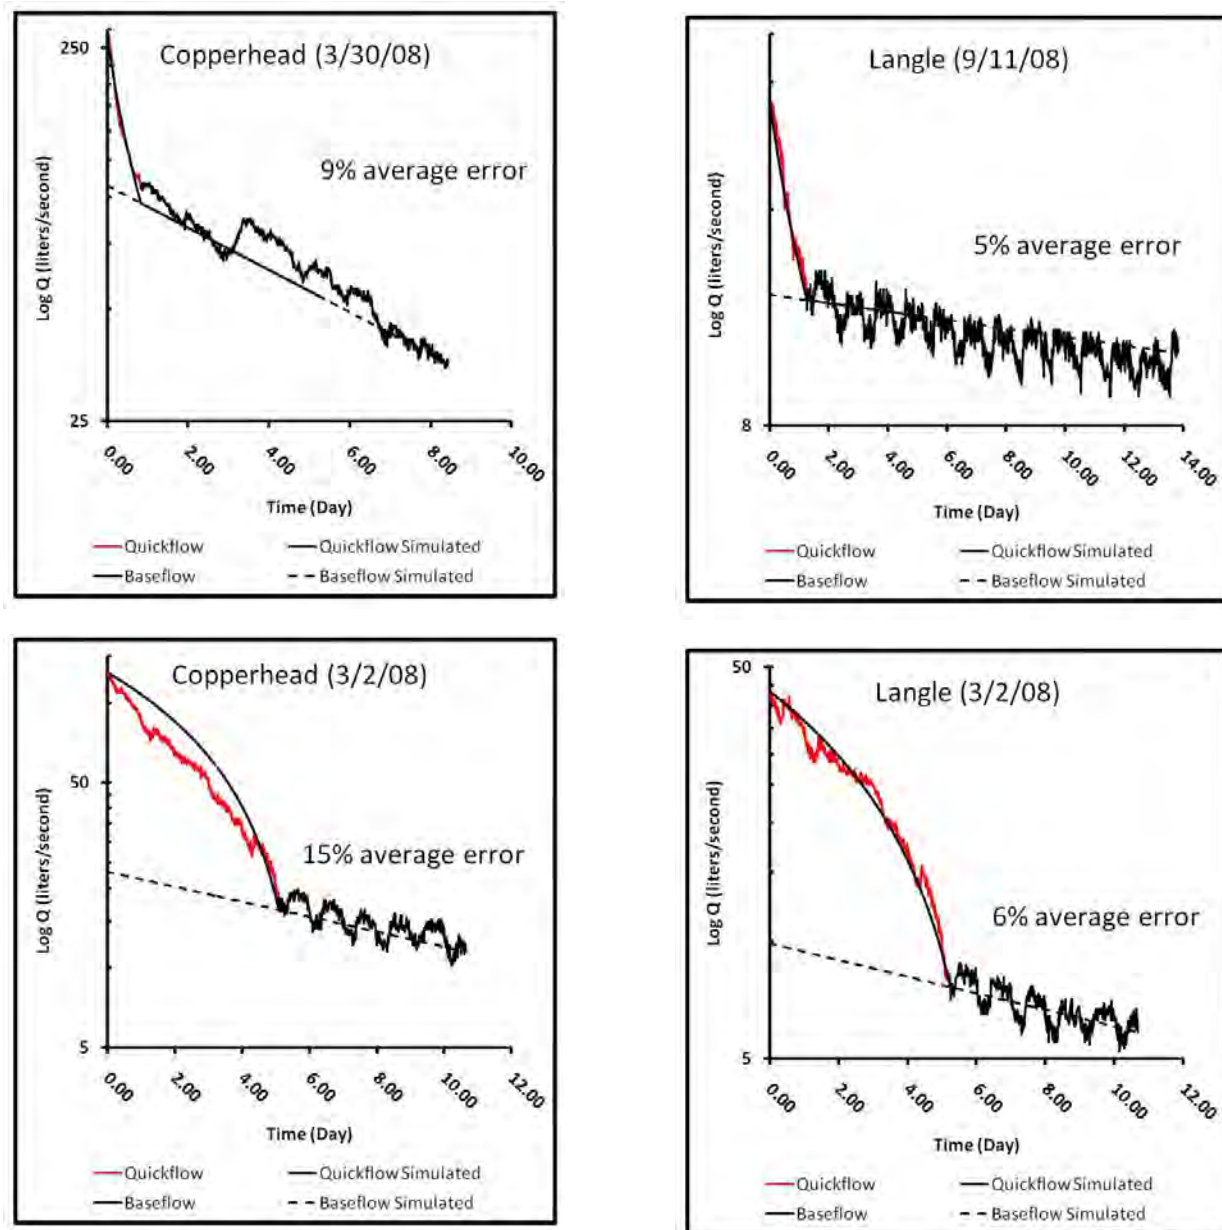 Copperhead (3/30/08)
250
9% average error
Log Q (liters/second)
25
0.00
2.00
4.00
6.00
8.00
10.00
Time (Day)
Quickflow
Quickflow Simulated
Baseflow
Baseflow Simulated
Langle (9/11/08)
5% average error
Log Q (liters/second)
8
0.00
2.00
4.00
6.00
8.00
10.00
12.00
14.00
Time (Day)
Quickflow
Quickflow Simulated
Baseflow
Baseflow Simulated
Copperhead (3/2/08)
50
15% average error
Log Q (liters/second)
5
0.00
2.00
4.00
6.00
8.00
10.00
12.00
Time (Day)
Quickflow
Quickflow Simulated
Baseflow
Baseflow Simulated
50
Langle (3/2/08)
6% average error
Log Q (liters/second)
5
0.00
2.00
4.00
6.00
8.00
10.00
12.00
Time (Day)
Quickflow
Quickflow Simulated
Baseflow
Baseflow Simulated